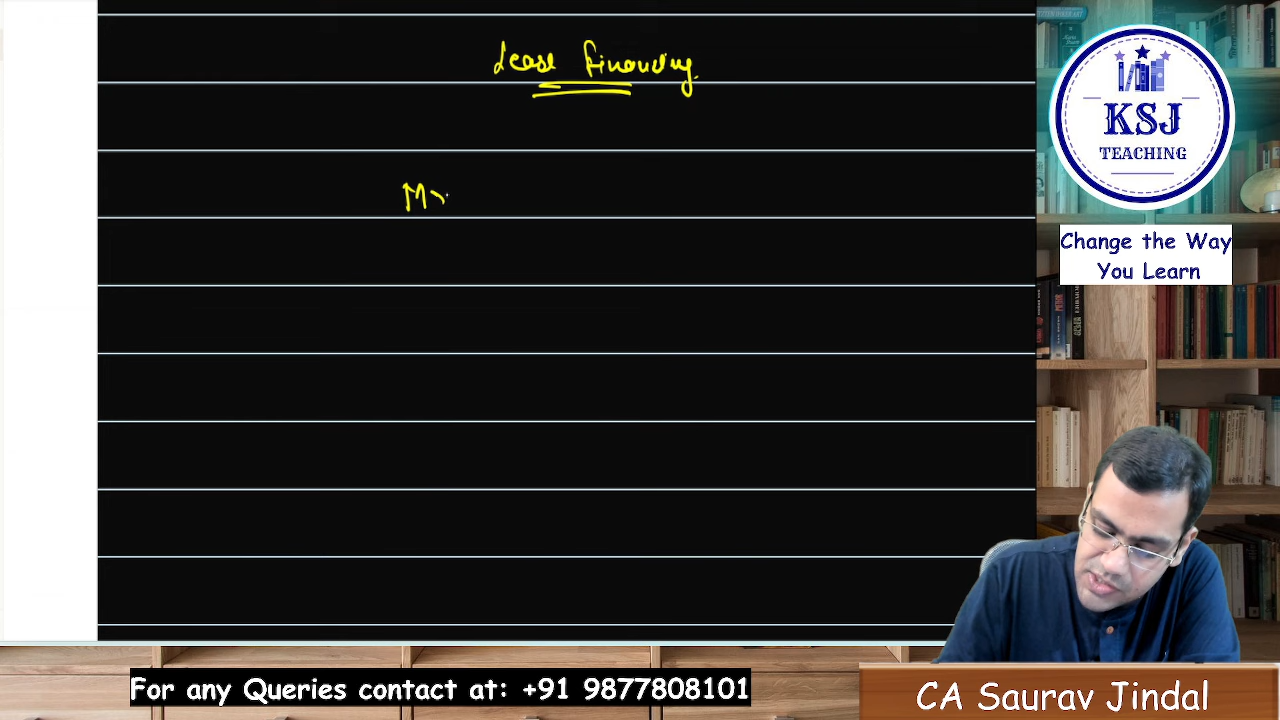 Lease Financing
KSJ
TEACHING
Change the Way
You Learn
For any Queries contact at: +91 9877808101
CA Saurav Jindal